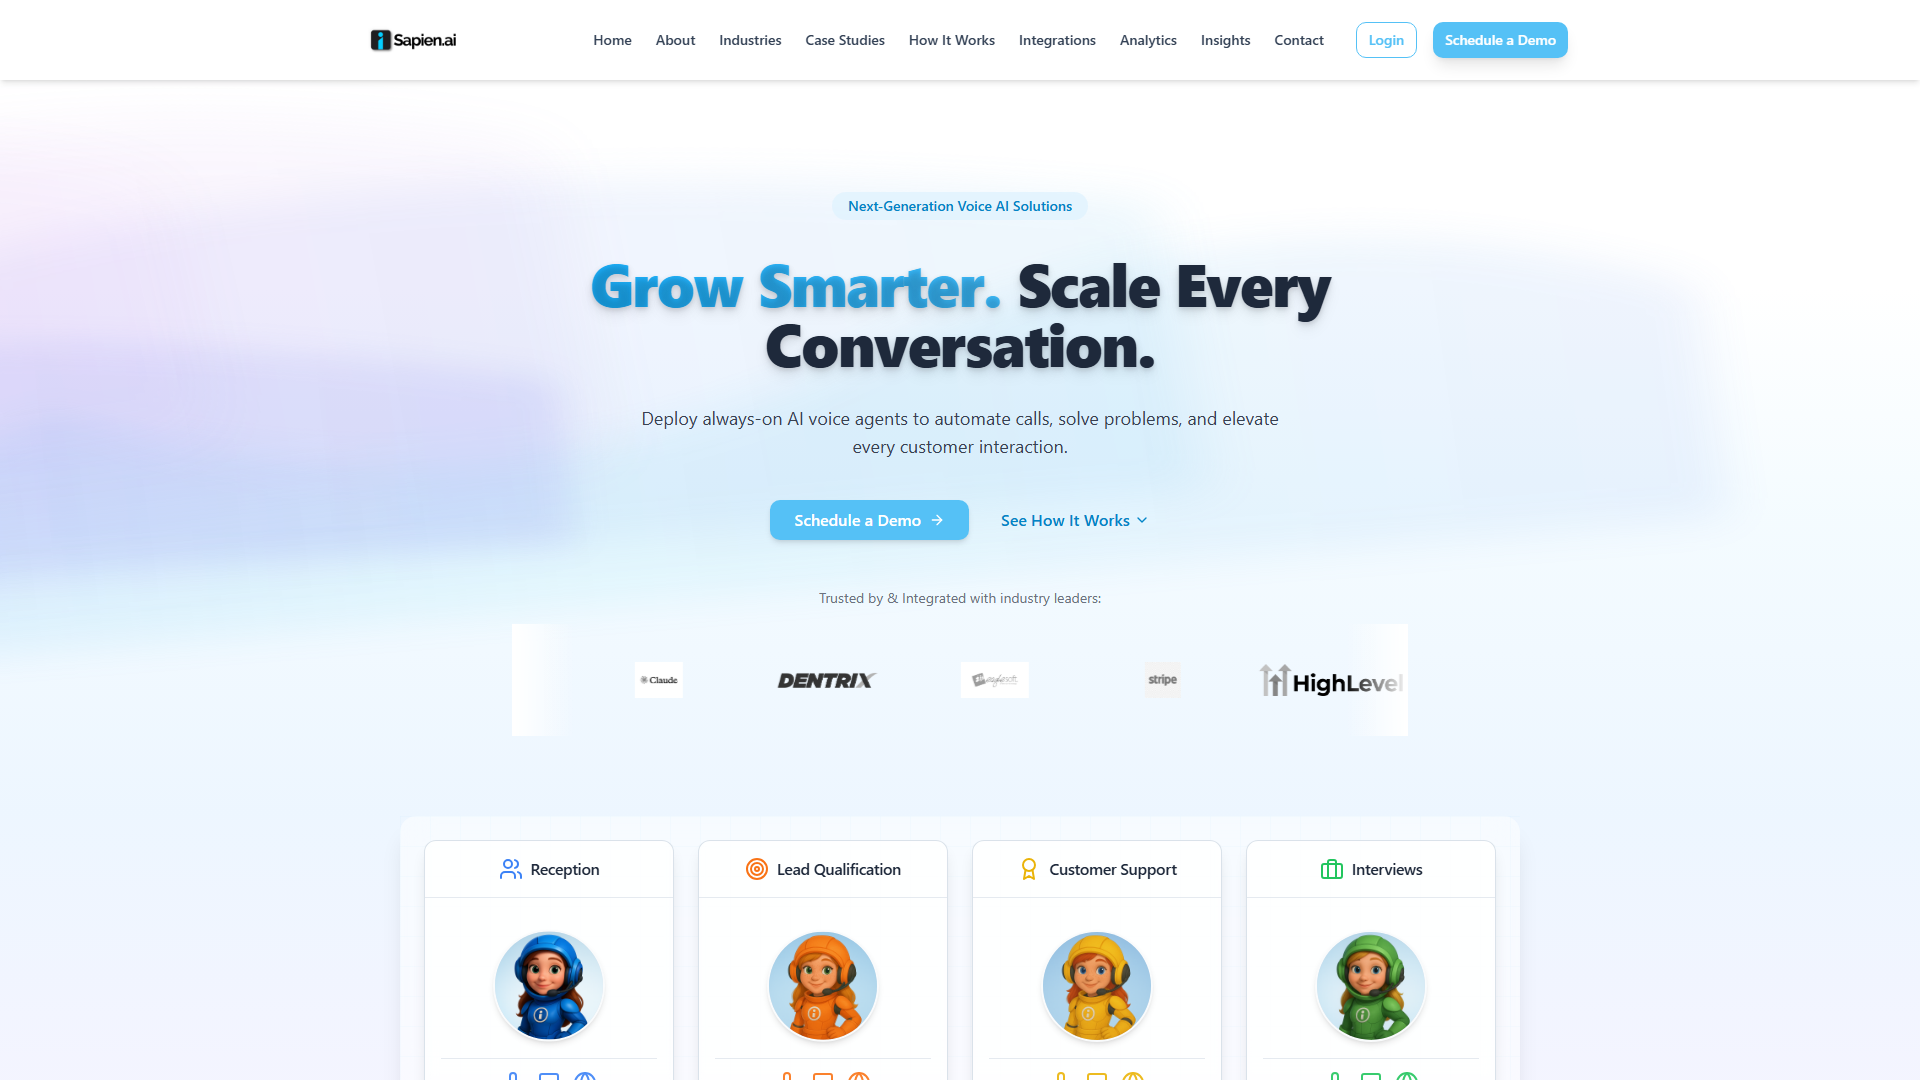 Sapien.ai
Home
About
Industries
Case Studies
How It Works
Integrations
Analytics
Insights
Contact
Login
Schedule a Demo
Next-Generation Voice AI Solutions
Grow Smarter. Scale Every
Conversation.
Deploy always-on AI voice agents to automate calls, solve problems, and elevate
every customer interaction.
Schedule a Demo
See How It Works
Trusted by & Integrated with industry leaders:
Claude
DENTRIX
stripe
HighLevel
Reception
Lead Qualification
Customer Support
Interviews